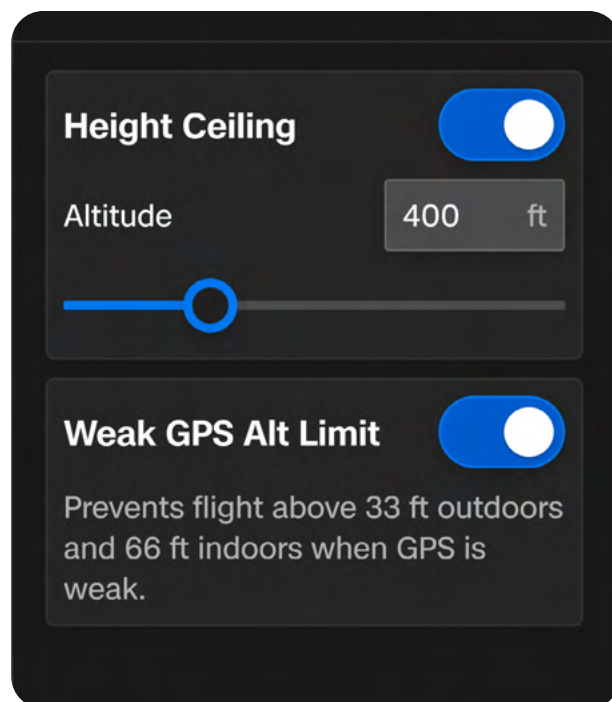 Height Ceiling
Altitude
400 ft
Weak GPS Alt Limit
Prevents flight above 33 ft outdoors
and 66 ft indoors when GPS is
weak.